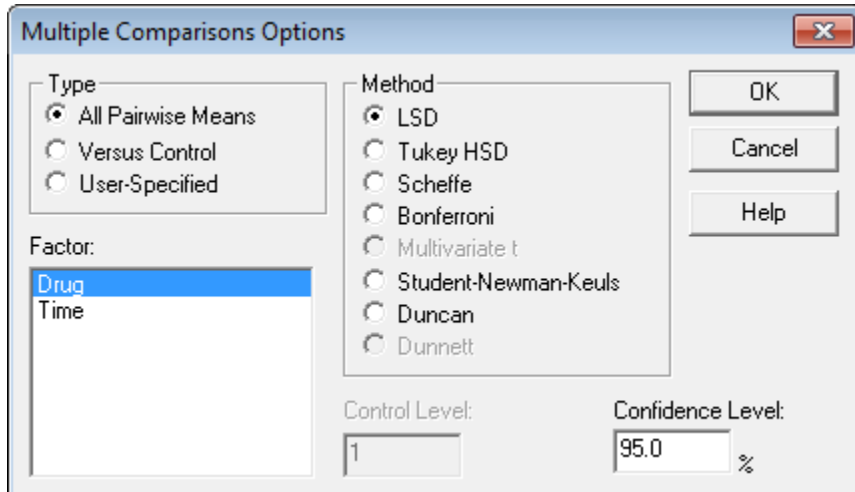 Multiple Comparisons Options
Type
All Pairwise Means
Versus Control
User-Specified
Factor:
Drug
Time
Method
LSD
Tukey HSD
Scheffe
Bonferroni
Multivariate t
Student-Newman-Keuls
Duncan
Dunnett
Control Level:
1
Confidence Level:
95.0 %
OK
Cancel
Help